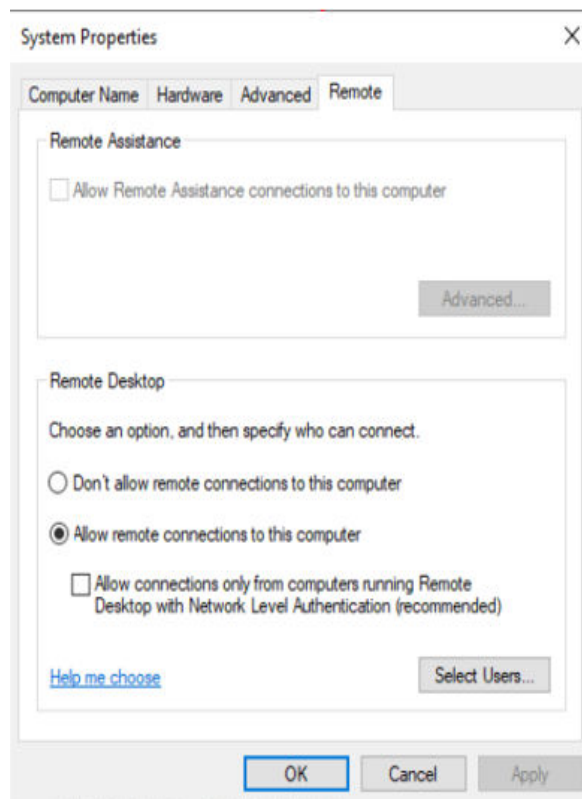 System Properties
Computer Name Hardware Advanced Remote
Remote Assistance
Allow Remote Assistance connections to this computer
Advanced...
Remote Desktop
Choose an option, and then specify who can connect.
Don't allow remote connections to this computer
Allow remote connections to this computer
Allow connections only from computers running Remote
Desktop with Network Level Authentication (recommended)
Help me choose Select Users...
OK Cancel Apply